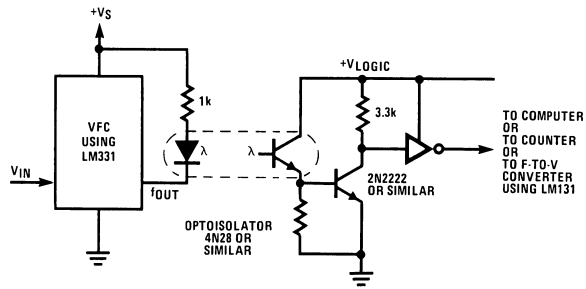 +VS
1k
VFC
USING
LM331
VIN
fOUT
λ
λ
OPTOISOLATOR
4N28 OR
SIMILAR
+VLOGIC
3.3k
2N2222
OR SIMILAR
TO COMPUTER
OR
TO COUNTER
OR
TO F-TO-V
CONVERTER
USING LM131